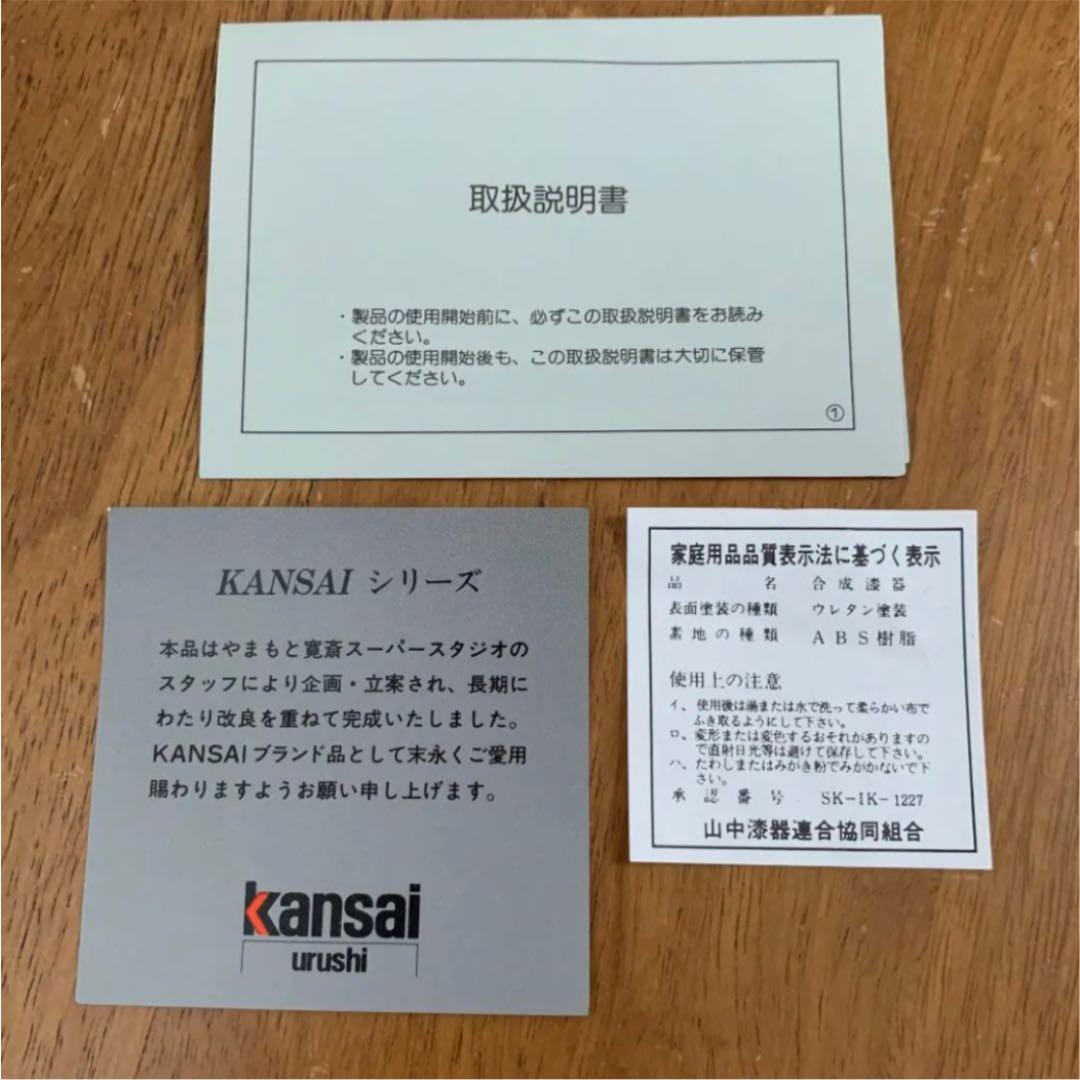 取扱説明書
・製品の使用開始前に、必ずこの取扱説明書をお読み
ください。
・製品の使用開始後も、この取扱説明書は大切に保管
してください。
①
KANSAI シリーズ
本品はやまもと寛斎スーパースタジオの
スタッフにより企画・立案され、長期に
わたり改良を重ねて完成いたしました。
KANSAIブランド品として末永くご愛用
賜わりますようお願い申し上げます。
kansai
urushi
家庭用品品質表示法に基づく表示
品名 合成漆器
表面塗装の種類 ウレタン塗装
素地の種類 ABS樹脂
使用上の注意
イ、使用後は湯または水で洗って柔らかい布で
ふき取るようにして下さい。
ロ、変形または変色するおそれがありますの
で直射日光等は避けて保存して下さい。
ハ、たわしまたはみがき粉でみがかないで下
さい。
承認番号 SK-IK-1227
山中漆器連合協同組合